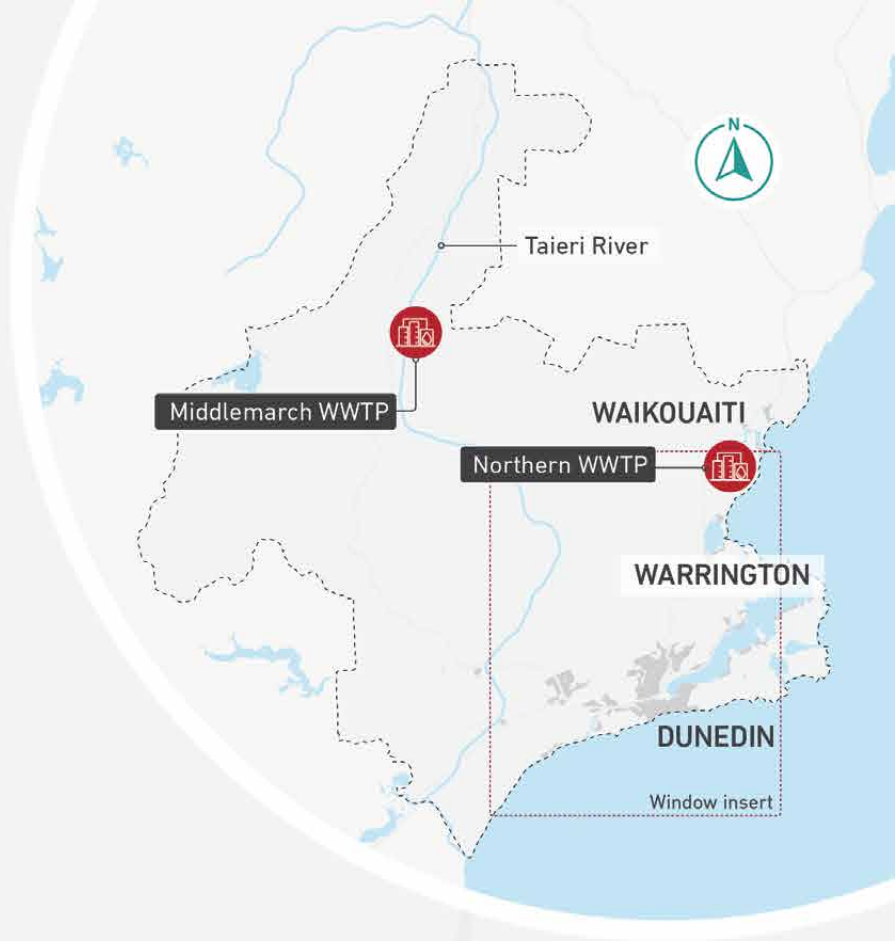 N
Taieri River
Middlemarch WWTP
WAIKOUAITI
Northern WWTP
WARRINGTON
DUNEDIN
Window insert